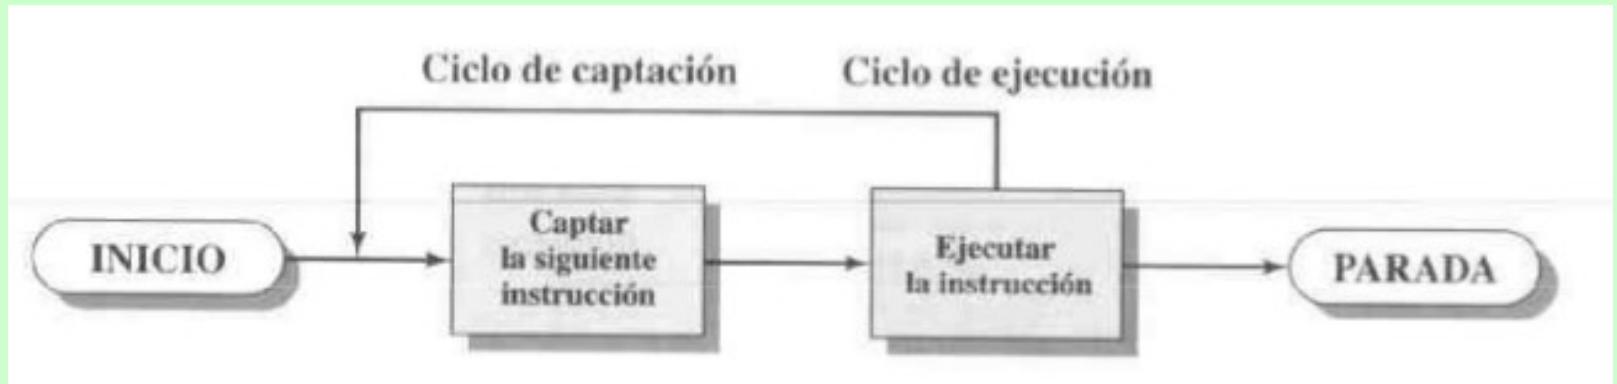 Ciclo de captación
Ciclo de ejecución
INICIO
Captar
la siguiente
instrucción
Ejecutar
la instrucción
PARADA